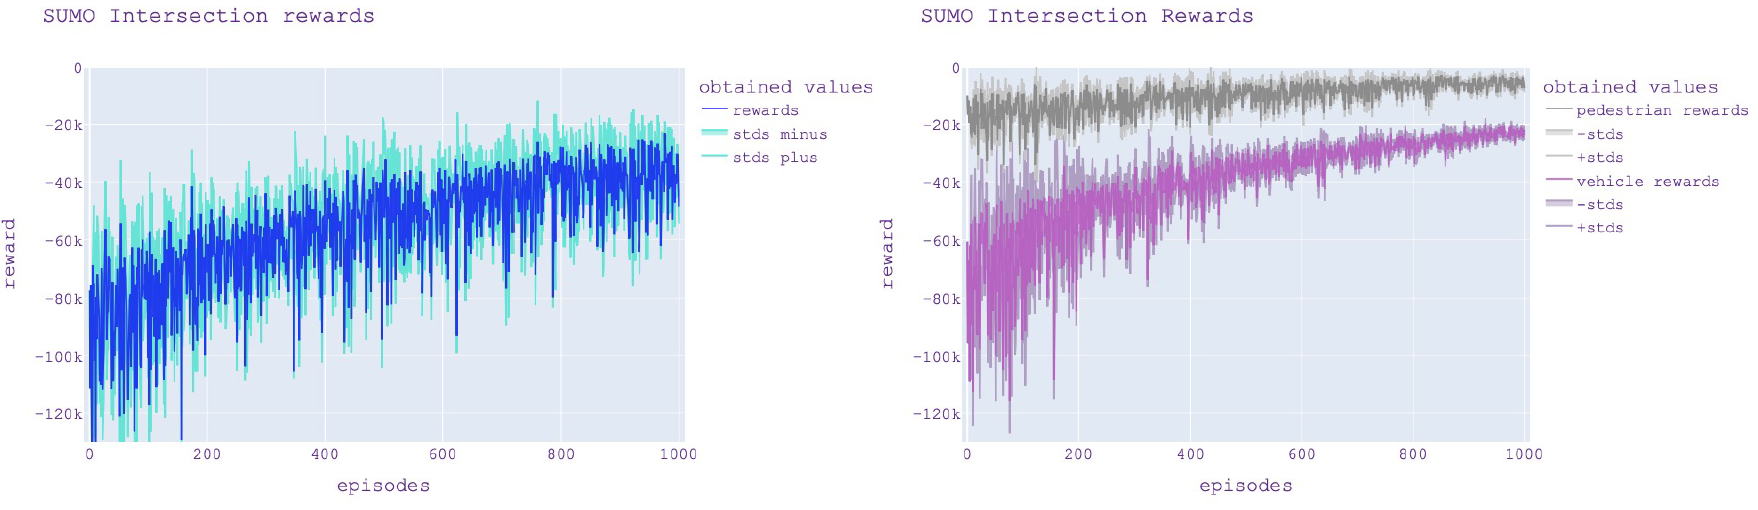 SUMO Intersection rewards
0
-20k
-40k
-60k
-80k
-100k
-120k
reward
0
200
400
600
800
1000
episodes
obtained values
rewards
stds minus
stds plus
SUMO Intersection Rewards
0
-20k
-40k
-60k
-80k
-100k
-120k
reward
0
200
400
600
800
1000
episodes
obtained values
pedestrian rewards
-stds
+stds
vehicle rewards
-stds
+stds